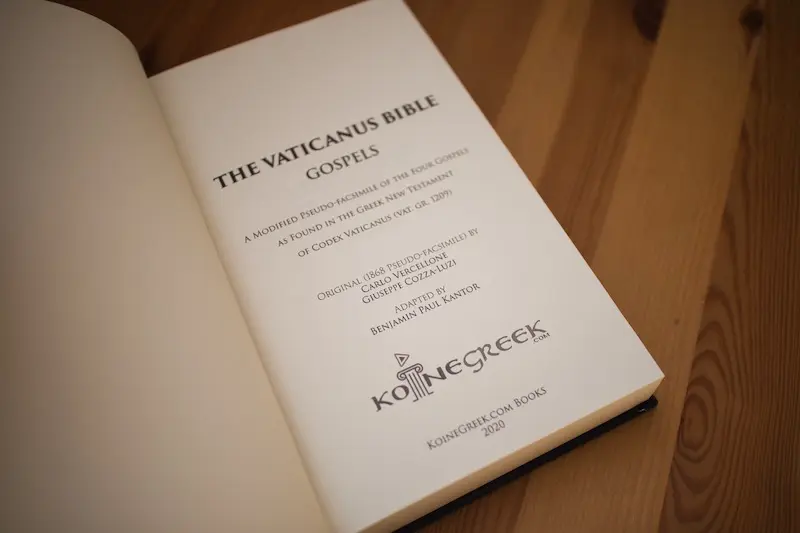 THE VATICANUS BIBLE
GOSPELS
A MODIFIED PSEUDO-FACSIMILE OF THE FOUR GOSPELS
AS FOUND IN THE GREEK NEW TESTAMENT
OF CODEX VATICANUS (VAT. GR. 1209)
ORIGINAL (1868 PSEUDO-FACSIMILE) BY
CARLO VERCELLONE
GIUSEPPE COZZA-LUZI
ADAPTED BY
BENJAMIN PAUL KANTOR
KOINEGREEK
.COM
KOINEGREEK.COM BOOKS
2020